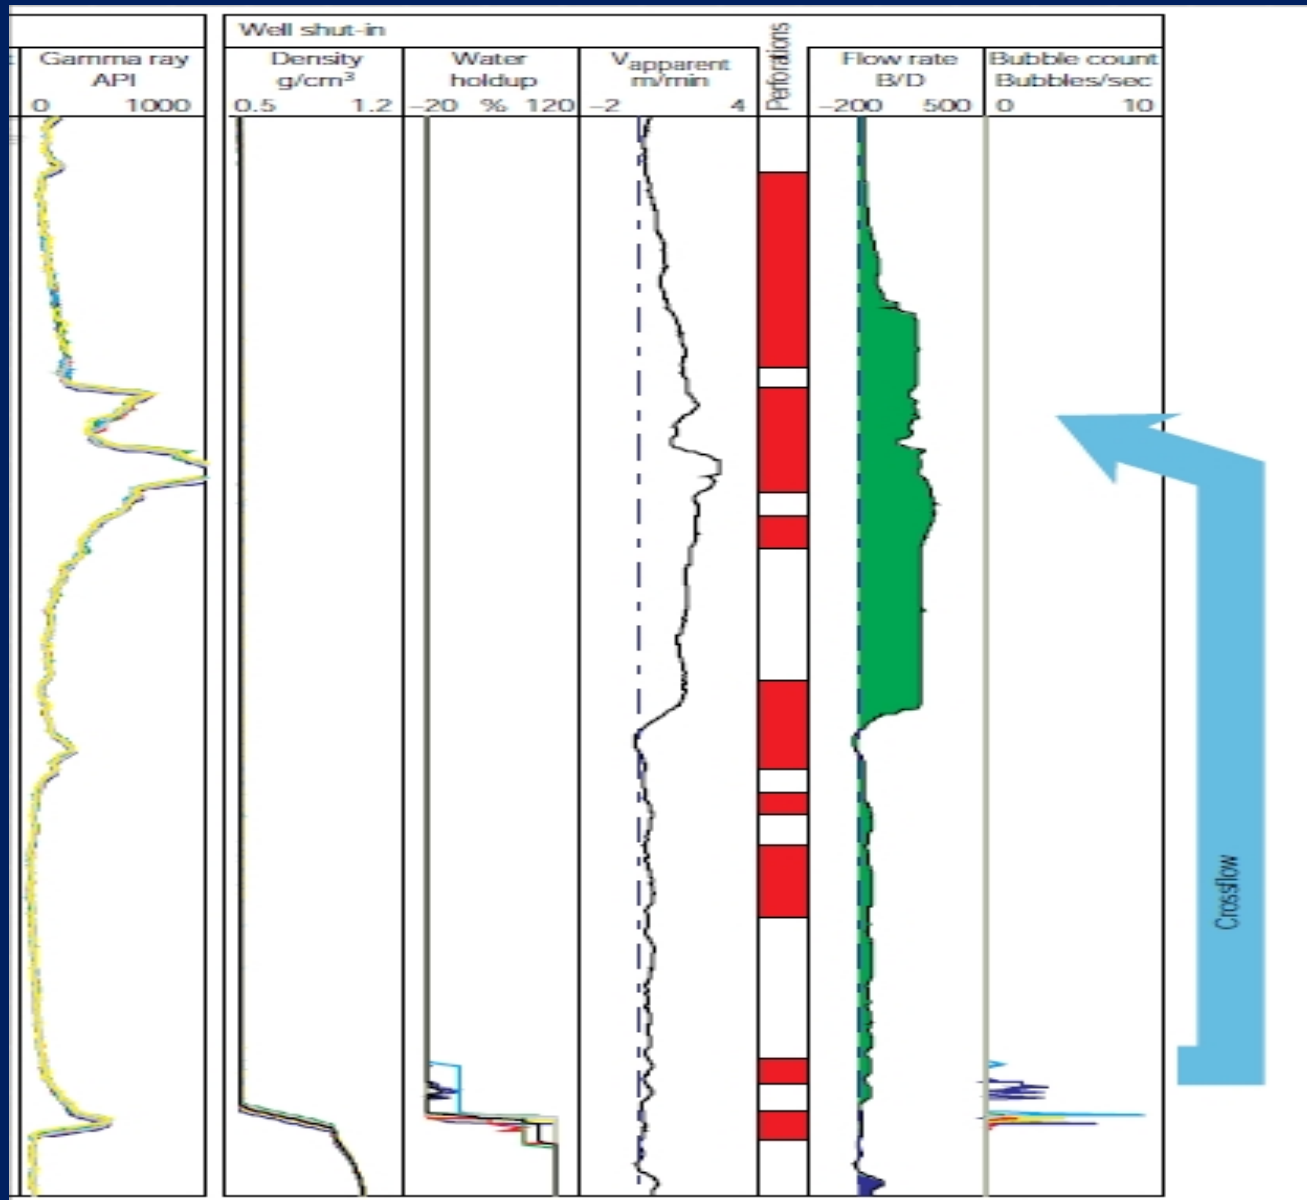 Well shut-in
Gamma ray
API
0 1000
Density
g/cm³
0.5 1.2
Water
holdup
-20 % 120
Vapparent
m/min
-2 4
Perforations
Flow rate
B/D
-200 500
Bubble count
Bubbles/sec
0 10
Crossflow